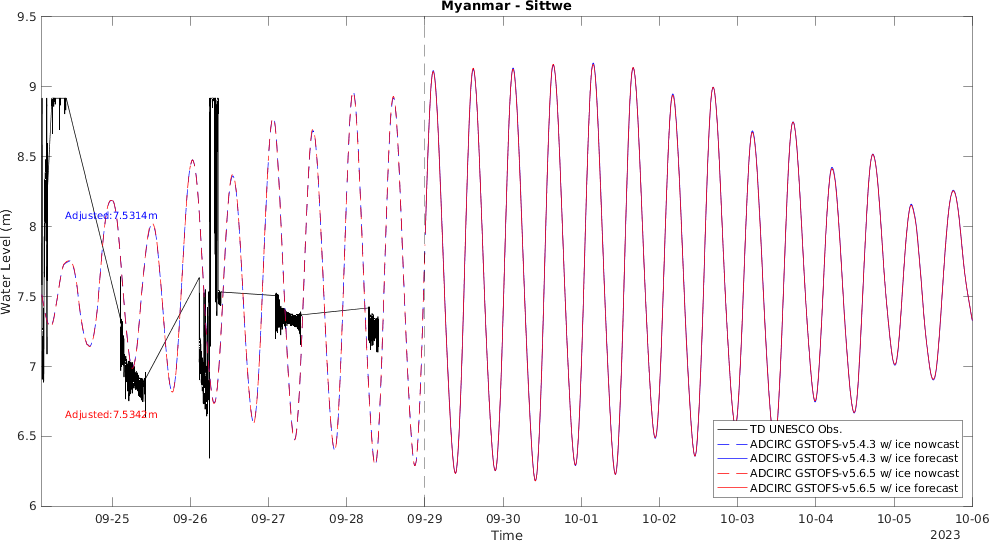 Myanmar - Sittwe
9.5
9
8.5
8
7.5
7
6.5
6
Water Level (m)
Adjusted:7.5314m
Adjusted:7.5342m
TD UNESCO Obs.
ADCIRC GSTOFS-v5.4.3 w/ ice nowcast
ADCIRC GSTOFS-v5.4.3 w/ ice forecast
ADCIRC GSTOFS-v5.6.5 w/ ice nowcast
ADCIRC GSTOFS-v5.6.5 w/ ice forecast
09-25 09-26 09-27 09-28 09-29 09-30 10-01 10-02 10-03 10-04 10-05 10-06
Time
2023